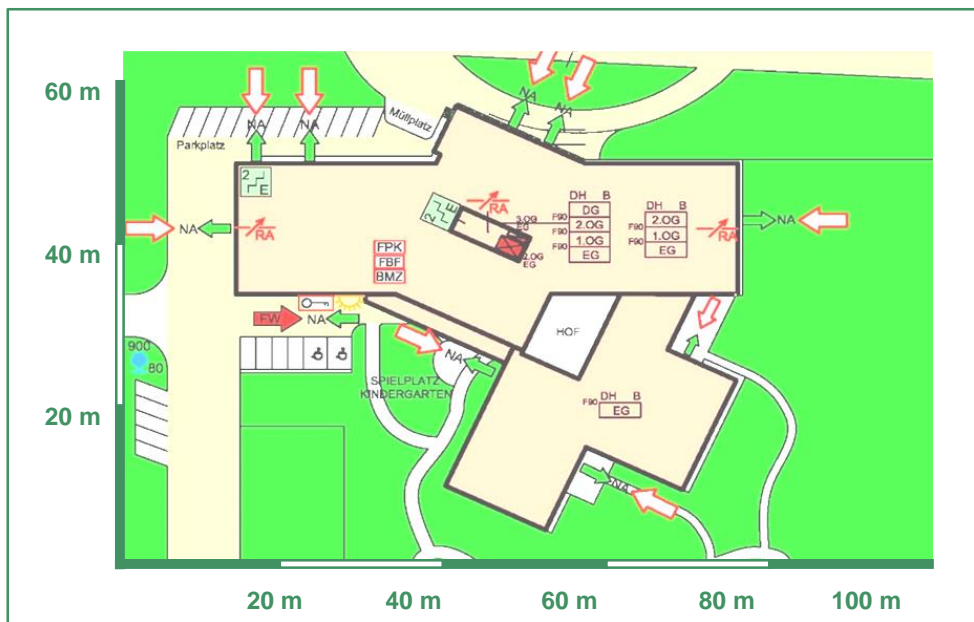 60 m
NA
NA
NA
NA
Müllplatz
Parkplatz
2
E
2
E
RA
DH B
DG
F90
2.OG
F90
1.OG
F90
EG
DH B
2.OG
F90
1.OG
F90
EG
3.OG
EG
2.OG
EG
NA
RA
RA
NA
40 m
FPK
FBF
BMZ
FW
NA
HOF
900
80
NA
SPIELPLATZ
KINDERGARTEN
DH B
F90
EG
20 m
NA
20 m
40 m
60 m
80 m
100 m